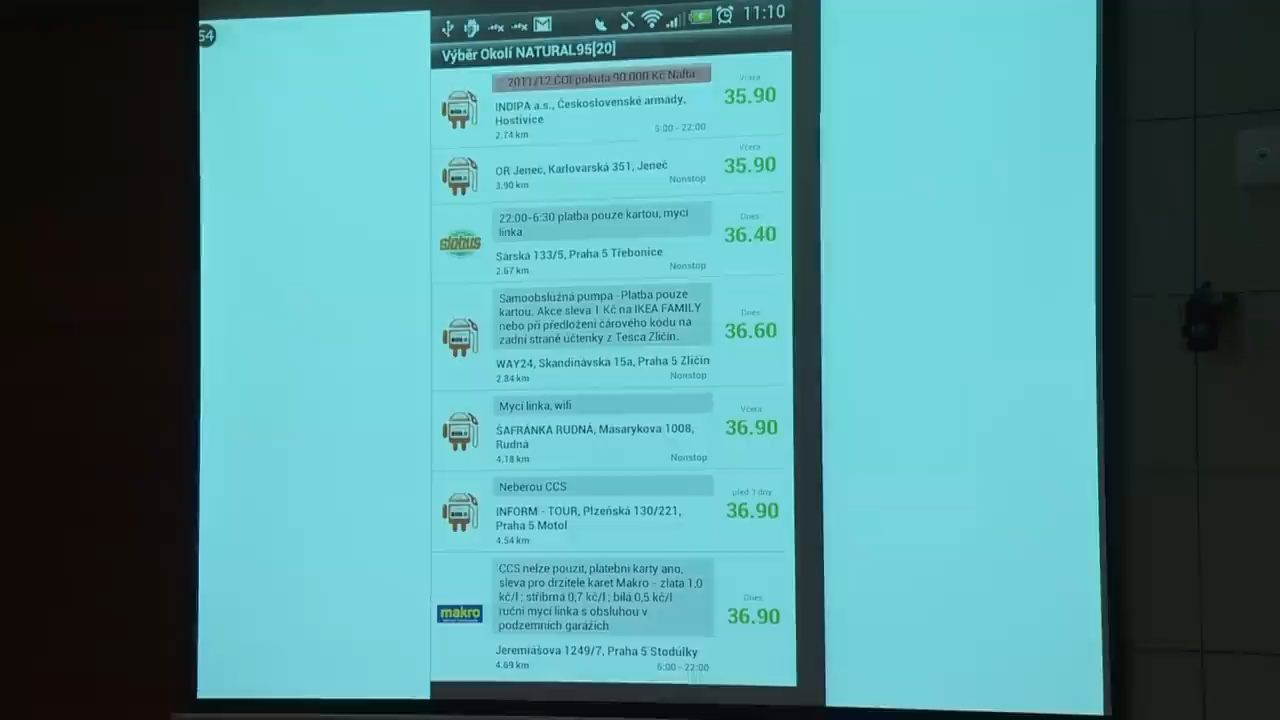 54
11:10
Výběr Okolí NATURAL95[20]
2011/12 ČOI pokuta 90.000 Kč Nafta
Včera
35.90
INDIPA a.s., Československé armády,
Hostivice
2.74 km
5:00 - 22:00
Včera
35.90
OR Jeneč, Karlovarská 351, Jeneč
3.90 km
Nonstop
22:00-6:30 platba pouze kartou, mycí
linka
Dnes
36.40
globus
Šárská 133/5, Praha 5 Třebonice
2.67 km
Nonstop
Samoobslužná pumpa -Platba pouze
kartou. Akce sleva 1 Kč na IKEA FAMILY
nebo při předložení čárového kódu na
zadní straně účtenky z Tesca Zličín.
Dnes
36.60
WAY24, Skandinávská 15a, Praha 5 Zličín
2.84 km
Nonstop
Mycí linka, wifi
Včera
36.90
ŠAFRÁNKA RUDNÁ, Masarykova 1008,
Rudná
4.18 km
Nonstop
Neberou CCS
před 3 dny
36.90
INFORM - TOUR, Plzeňská 130/221,
Praha 5 Motol
4.54 km
CCS nelze použít, platební karty ano,
sleva pro držitele karet Makro - zlatá 1,0
kč/l ; stříbrná 0,7 kč/l ; bílá 0,5 kč/l
ruční mycí linka s obsluhou v
podzemních garážích
Dnes
36.90
makro
Jeremiášova 1249/7, Praha 5 Stodůlky
4.69 km
6:00 - 22:00